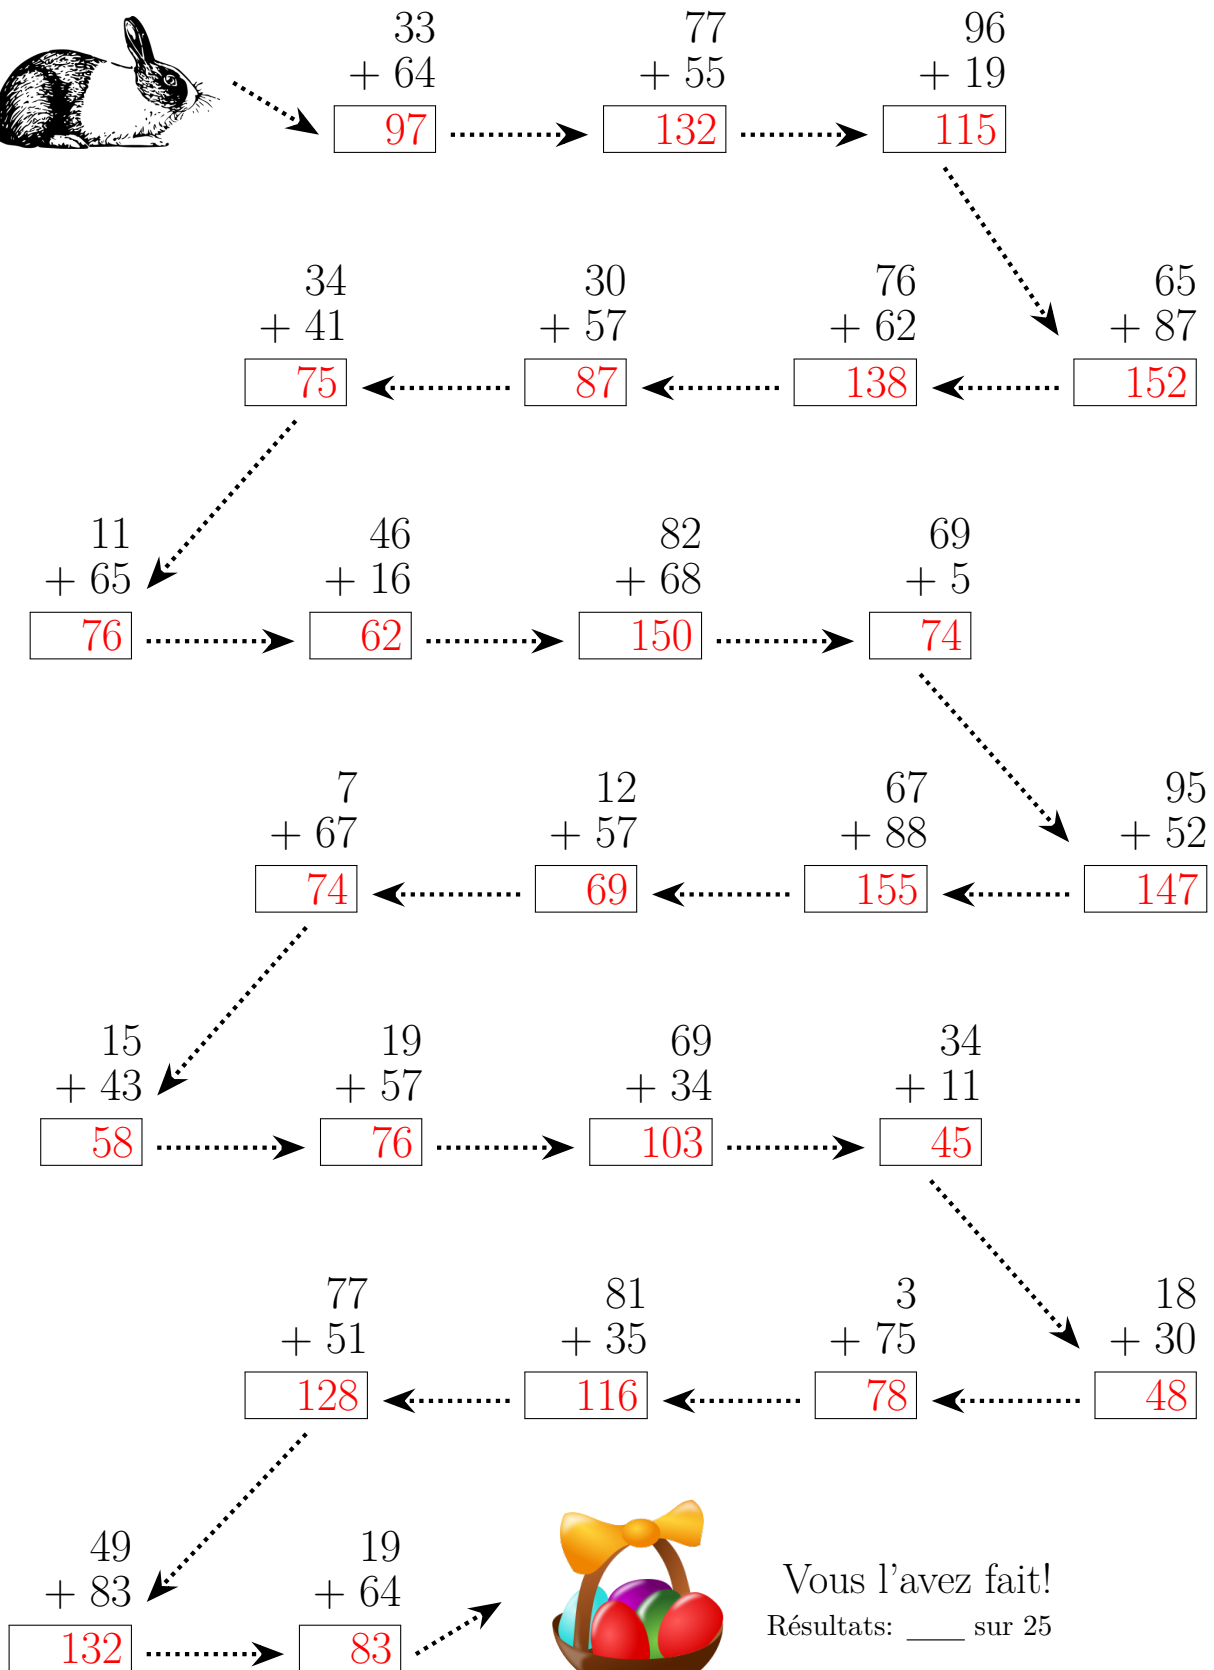 33 77 96
+ 64 + 55 + 19
97 132 115
34 30 76 65
+ 41 + 57 + 62 + 87
75 87 138 152
11 46 82 69
+ 65 + 16 + 68 + 5
76 62 150 74
7 12 67 95
+ 67 + 57 + 88 + 52
74 69 155 147
15 19 69 34
+ 43 + 57 + 34 + 11
58 76 103 45
77 81 3 18
+ 51 + 35 + 75 + 30
128 116 78 48
49 19
+ 83 + 64
132 83
Vous l'avez fait!
Résultats: ___ sur 25